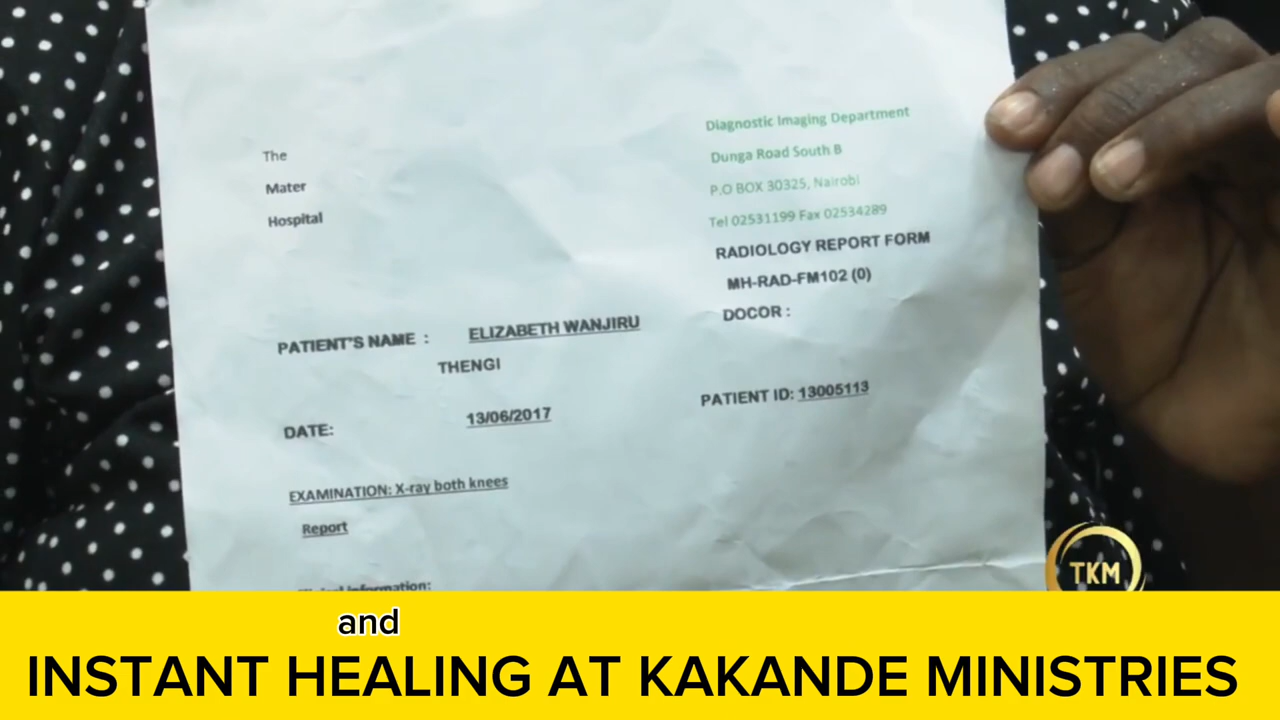 The
Mater
Hospital
Diagnostic Imaging Department
Dunga Road South B
P.O BOX 30325, Nairobi
Tel 02531199 Fax 02534289
RADIOLOGY REPORT FORM
MH-RAD-FM102 (0)
DOCOR :
PATIENT'S NAME : ELIZABETH WANJIRU
THENGI
DATE: 13/06/2017
PATIENT ID: 13005113
EXAMINATION: X-ray both knees
Report
Information:
TKM
and
INSTANT HEALING AT KAKANDE MINISTRIES